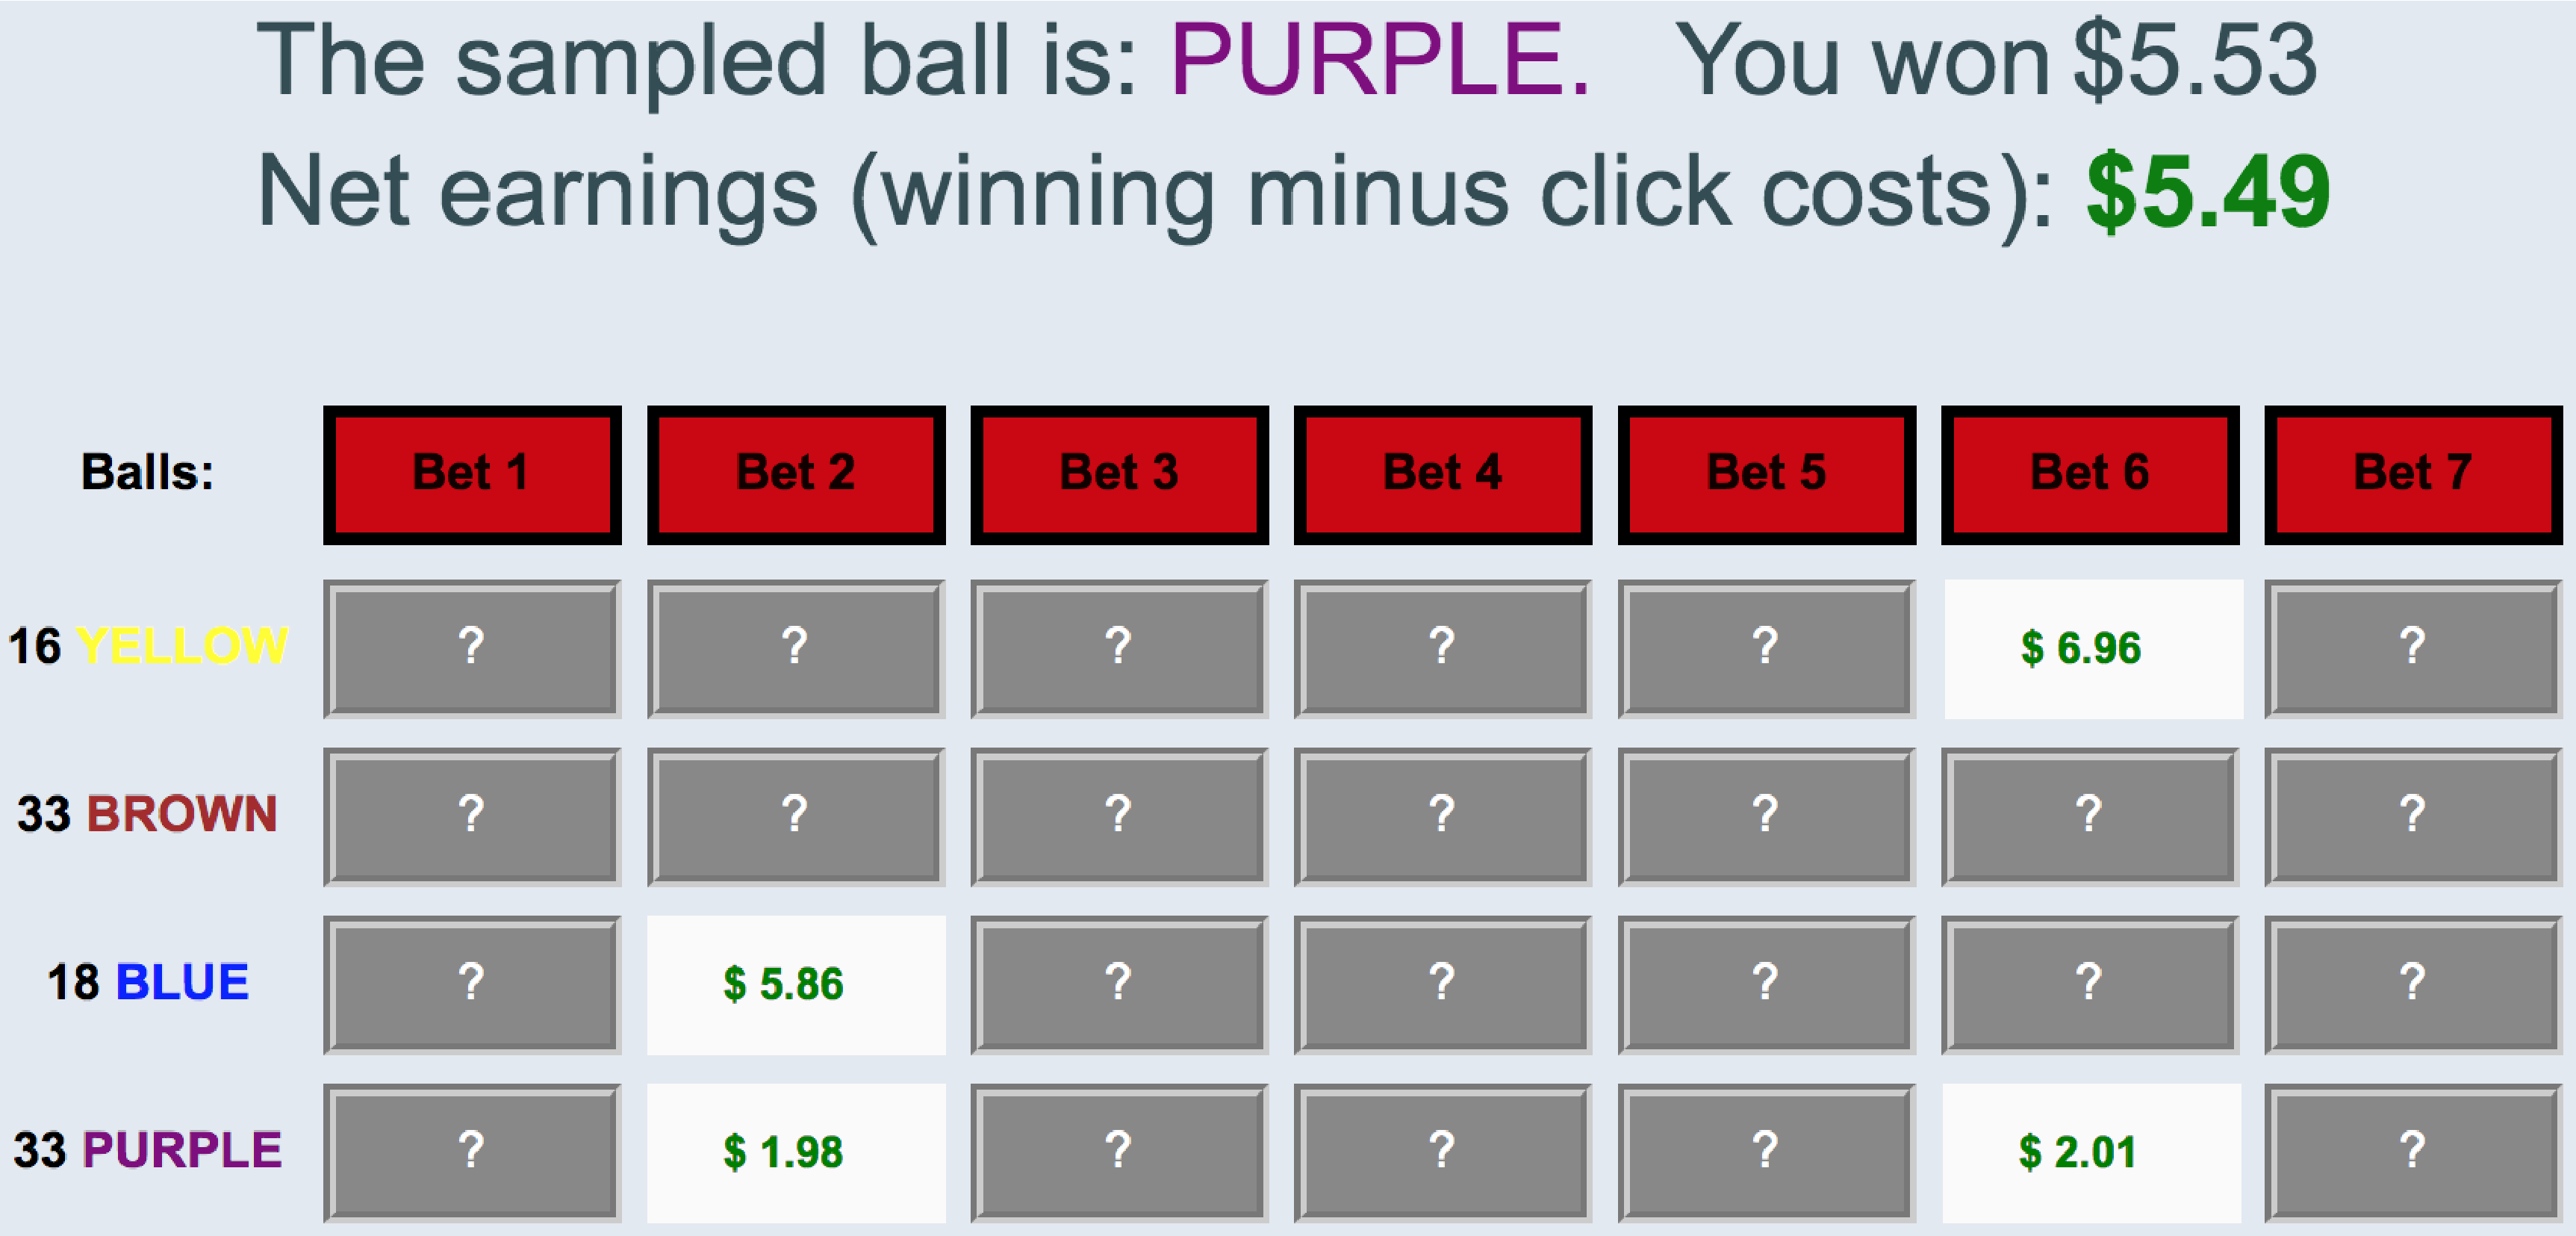 The sampled ball is: PURPLE. You won $5.53
Net earnings (winning minus click costs): $5.49
Balls: Bet 1 Bet 2 Bet 3 Bet 4 Bet 5 Bet 6 Bet 7
16 YELLOW ? ? ? ? ? $ 6.96 ?
33 BROWN ? ? ? ? ? ? ?
18 BLUE ? $ 5.86 ? ? ? ? ?
33 PURPLE ? $ 1.98 ? ? ? $ 2.01 ?